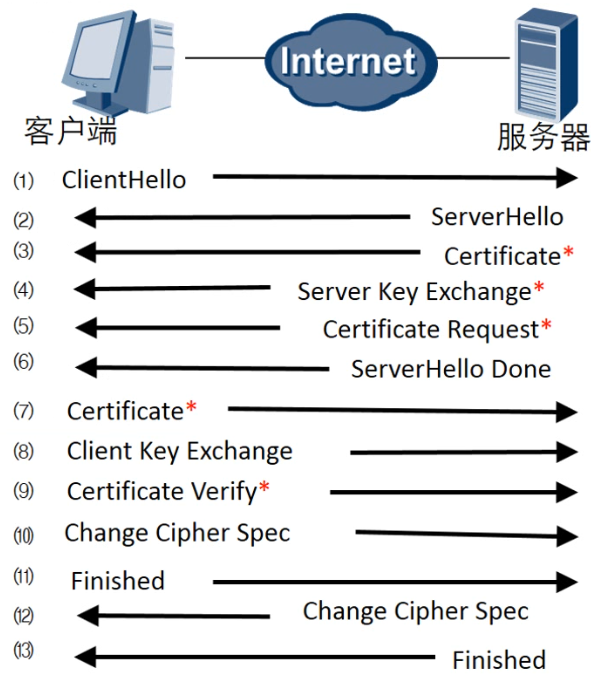 Internet
客户端
服务器
(1) ClientHello
(2) ServerHello
(3) Certificate*
(4) Server Key Exchange*
(5) Certificate Request*
(6) ServerHello Done
(7) Certificate*
(8) Client Key Exchange
(9) Certificate Verify*
(10) Change Cipher Spec
(11) Finished
(12) Change Cipher Spec
(13) Finished